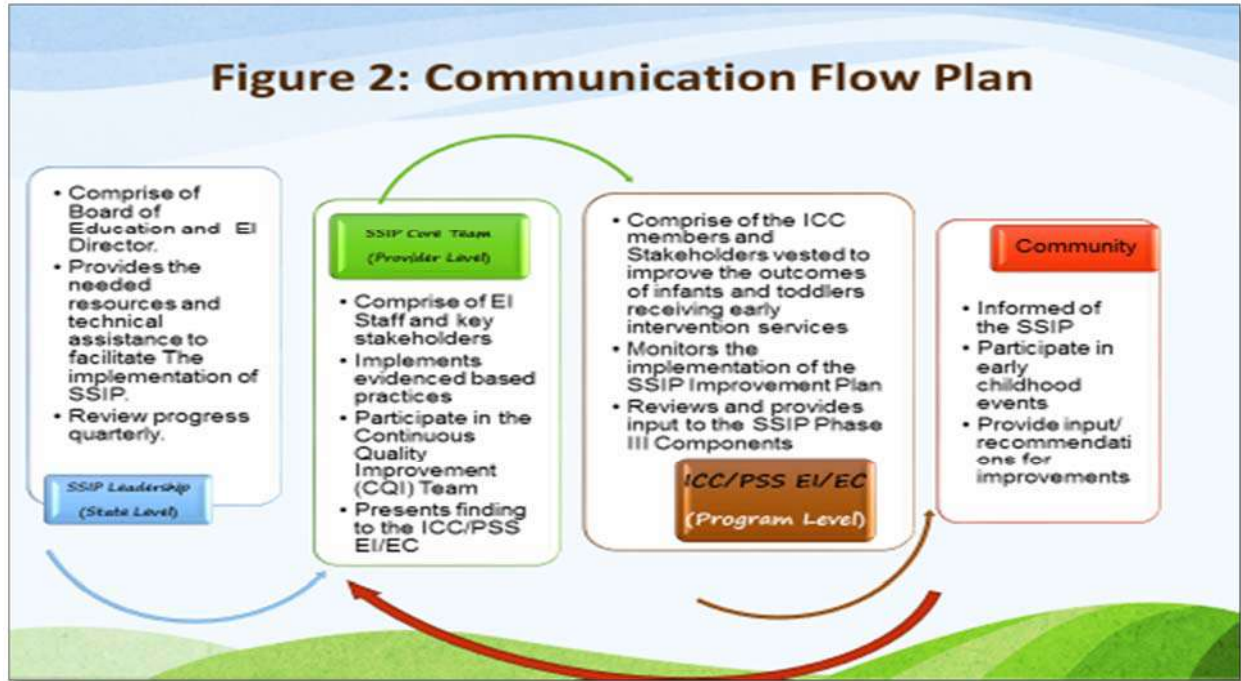 Figure 2: Communication Flow Plan
• Comprise of
Board of
Education and EI
Director.
• Provides the
needed
resources and
technical
assistance to
facilitate The
implementation of
SSIP.
• Review progress
quarterly.
SSIP Leadership
(State Level)
SSIP Core Team
(Provider Level)
• Comprise of EI
Staff and key
stakeholders
• Implements
evidenced based
practices
• Participate in the
Continuous
Quality
Improvement
(CQI) Team
• Presents finding
to the ICC/PSS
EI/EC
• Comprise of the ICC
members and
Stakeholders vested to
improve the outcomes
of infants and toddlers
receiving early
intervention services
• Monitors the
implementation of the
SSIP Improvement Plan
• Reviews and provides
input to the SSIP Phase
III Components
ICC/PSS EI/EC
(Program Level)
Community
• Informed of
the SSIP
• Participate in
early
childhood
events
• Provide input/
recommendati
ons for
improvements